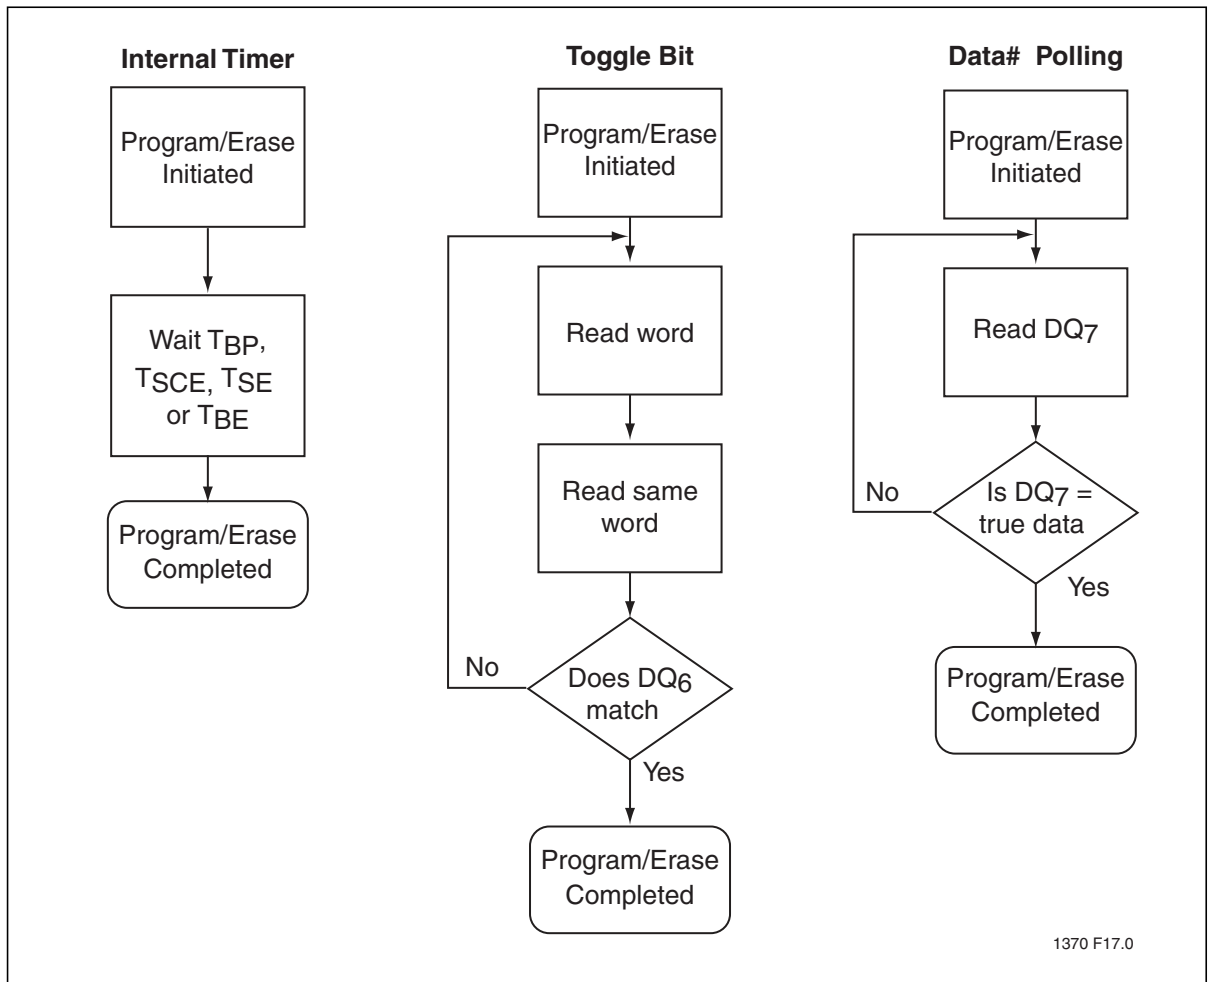 Internal Timer
Program/Erase
Initiated
Wait TBP,
TSCE, TSE
or TBE
Program/Erase
Completed
Toggle Bit
Program/Erase
Initiated
Read word
Read same
word
Does DQ6
match
No
Yes
Program/Erase
Completed
Data# Polling
Program/Erase
Initiated
Read DQ7
Is DQ7 =
true data
No
Yes
Program/Erase
Completed
1370 F17.0